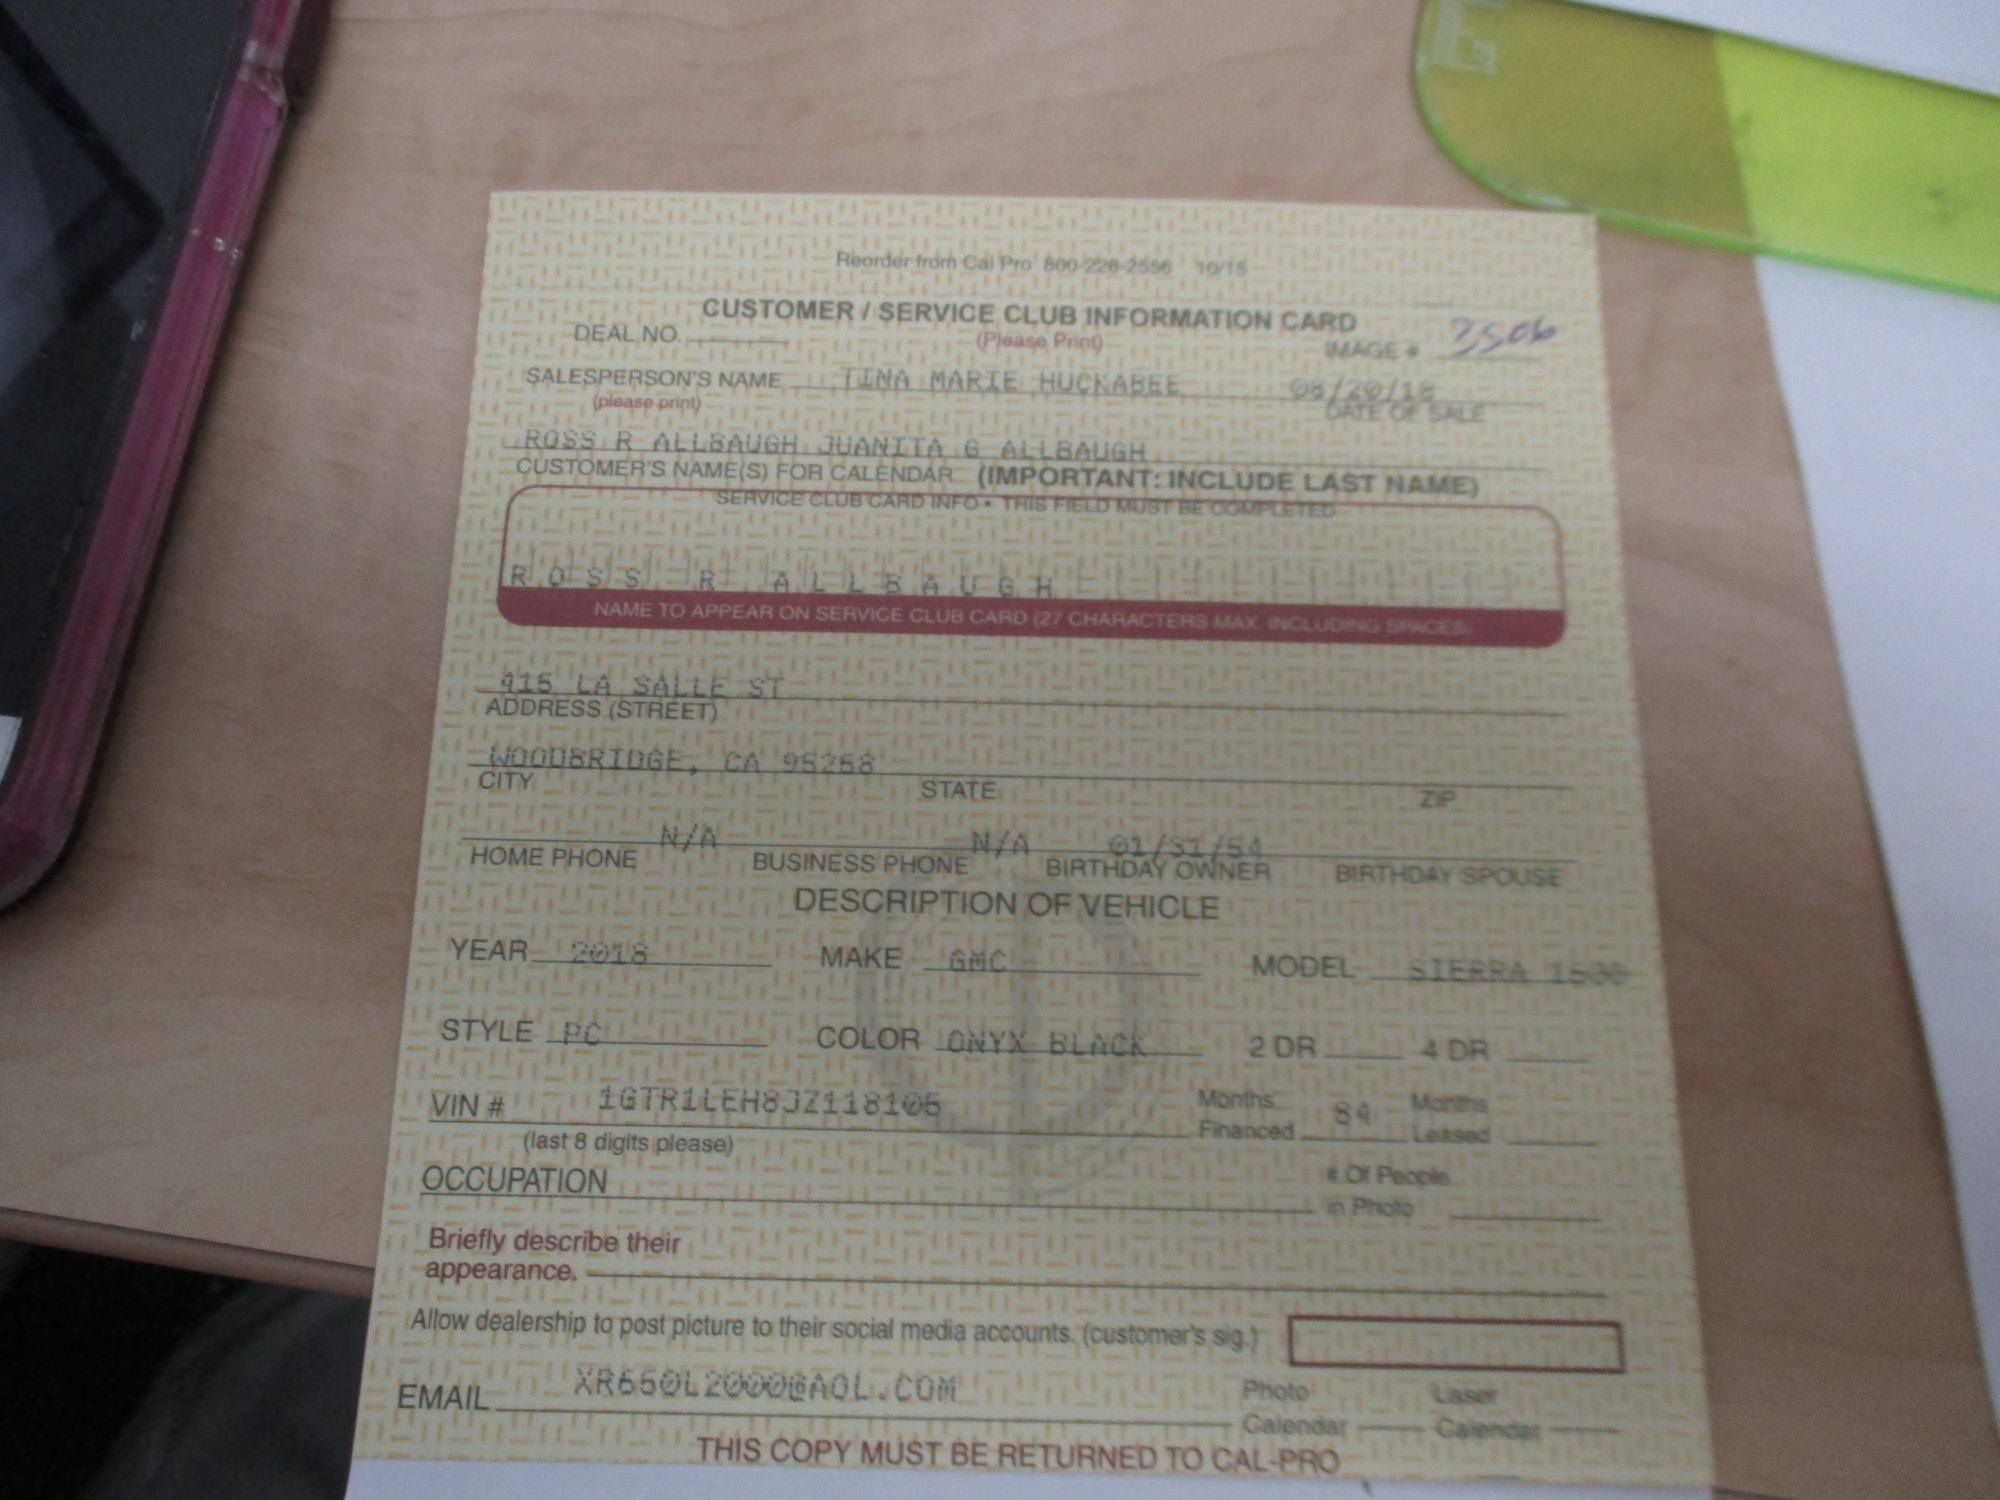 Reorder from Cal Pro 800-228-2556 10/15
CUSTOMER / SERVICE CLUB INFORMATION CARD
DEAL NO. (Please Print) IMAGE # 3506
SALESPERSON'S NAME TINA MARIE HUCKABEE 08/20/18
(please print) DATE OF SALE
ROSS R ALLBAUGH JUANITA G ALLBAUGH
CUSTOMER'S NAME(S) FOR CALENDAR (IMPORTANT: INCLUDE LAST NAME)
SERVICE CLUB CARD INFO • THIS FIELD MUST BE COMPLETED
ROSS R ALLBAUGH
NAME TO APPEAR ON SERVICE CLUB CARD (27 CHARACTERS MAX. INCLUDING SPACES)
415 LA SALLE ST
ADDRESS (STREET)
WOODBRIDGE, CA 95258
CITY STATE ZIP
N/A N/A 01/31/54
HOME PHONE BUSINESS PHONE BIRTHDAY OWNER BIRTHDAY SPOUSE
DESCRIPTION OF VEHICLE
YEAR 2018 MAKE GMC MODEL SIERRA 1500
STYLE PC COLOR ONYX BLACK 2 DR 4 DR
VIN # 1GTR1LEH8JZ118105 Months Financed 84 Months Leased
(last 8 digits please)
OCCUPATION # Of People in Photo
Briefly describe their
appearance.
Allow dealership to post picture to their social media accounts. (customer's sig.)
EMAIL XR650L2000@AOL.COM Photo Calendar Laser Calendar
THIS COPY MUST BE RETURNED TO CAL-PRO